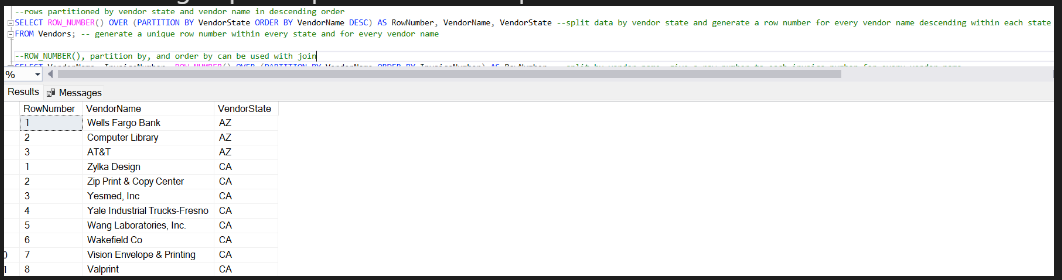 --rows partitioned by vendor state and vendor name in descending order
SELECT ROW_NUMBER() OVER (PARTITION BY VendorState ORDER BY VendorName DESC) AS RowNumber, VendorName, VendorState --split data by vendor state and generate a row number for every vendor name descending within each state
FROM Vendors; -- generate a unique row number within every state and for every vendor name
--ROW_NUMBER(), partition by, and order by can be used with join
%
Results Messages
RowNumber VendorName VendorState
1 Wells Fargo Bank AZ
2 Computer Library AZ
3 AT&T AZ
1 Zylka Design CA
2 Zip Print & Copy Center CA
3 Yesmed, Inc CA
4 Yale Industrial Trucks-Fresno CA
5 Wang Laboratories, Inc. CA
6 Wakefield Co CA
7 Vision Envelope & Printing CA
8 Valprint CA